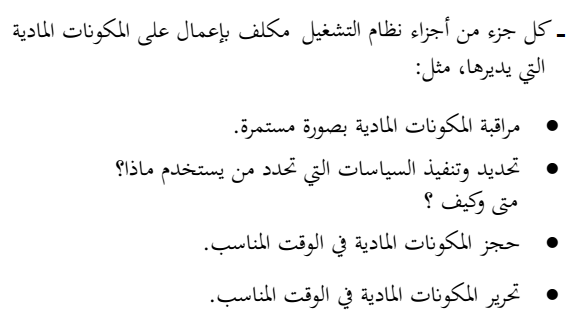 - كل جزء من أجزاء نظام التشغيل مكلف بإعمال على المكونات المادية
التي يديرها، مثل:
● مراقبة المكونات المادية بصورة مستمرة.
● تحديد وتنفيذ السياسات التي تحدد من يستخدم ماذا؟
متى وكيف ؟
● حجز المكونات المادية في الوقت المناسب.
● تحرير المكونات المادية في الوقت المناسب.